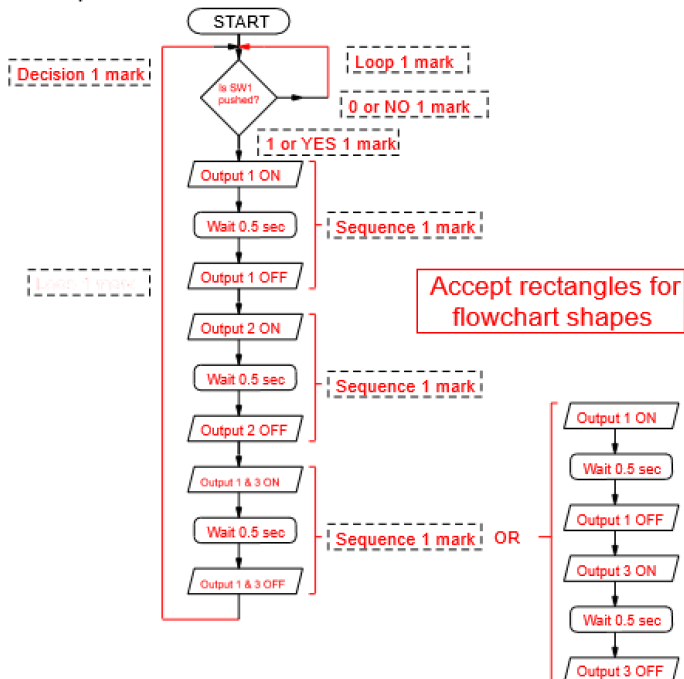 START
Decision 1 mark
Loop 1 mark
Is SW1
pushed?
0 or NO 1 mark
1 or YES 1 mark
Output 1 ON
Wait 0.5 sec
Sequence 1 mark
Output 1 OFF
Loop 1 mark
Accept rectangles for
flowchart shapes
Output 2 ON
Wait 0.5 sec
Sequence 1 mark
Output 2 OFF
Output 1 & 3 ON
Wait 0.5 sec
Sequence 1 mark
Output 1 & 3 OFF
OR
Output 1 ON
Wait 0.5 sec
Output 1 OFF
Output 3 ON
Wait 0.5 sec
Output 3 OFF